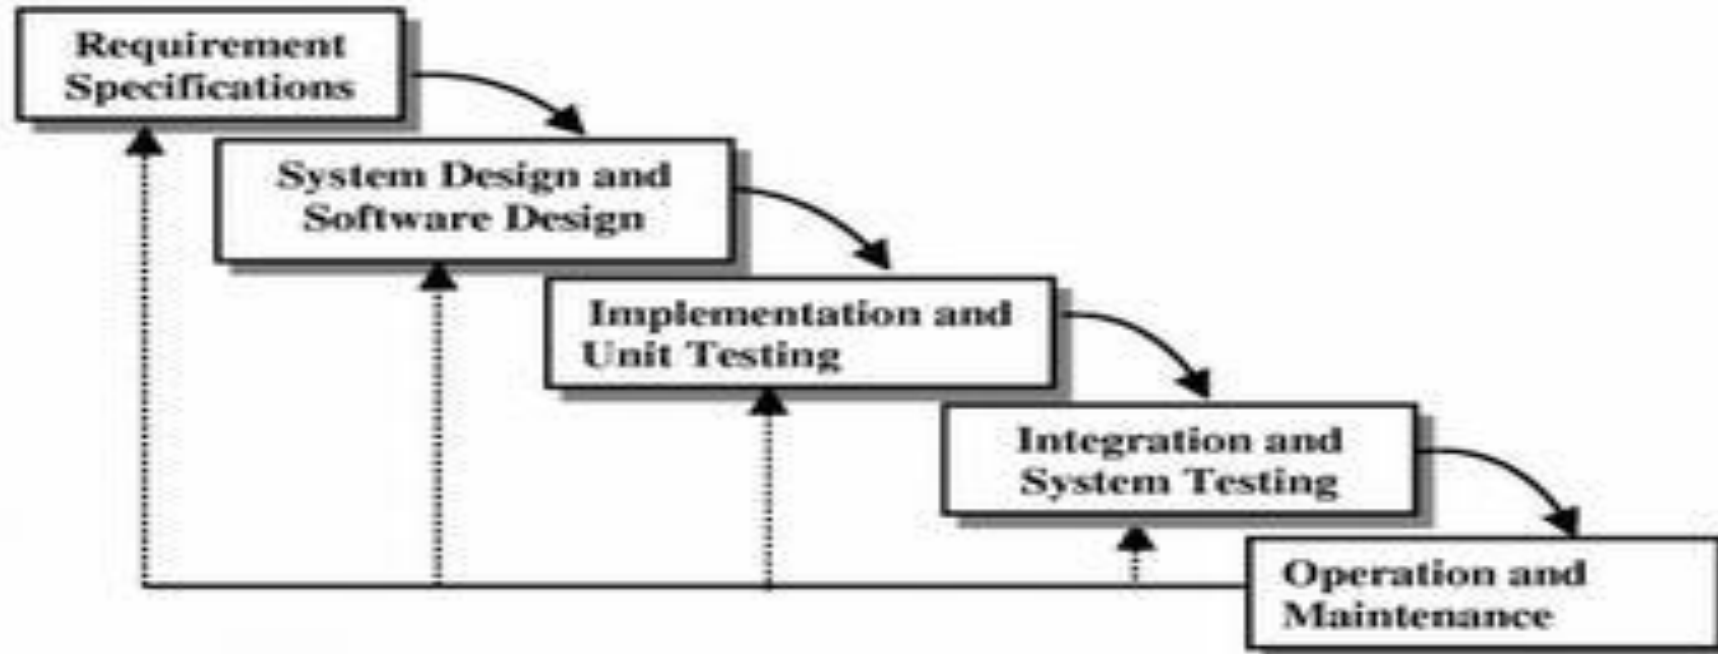 Requirement
Specifications
System Design and
Software Design
Implementation and
Unit Testing
Integration and
System Testing
Operation and
Maintenance